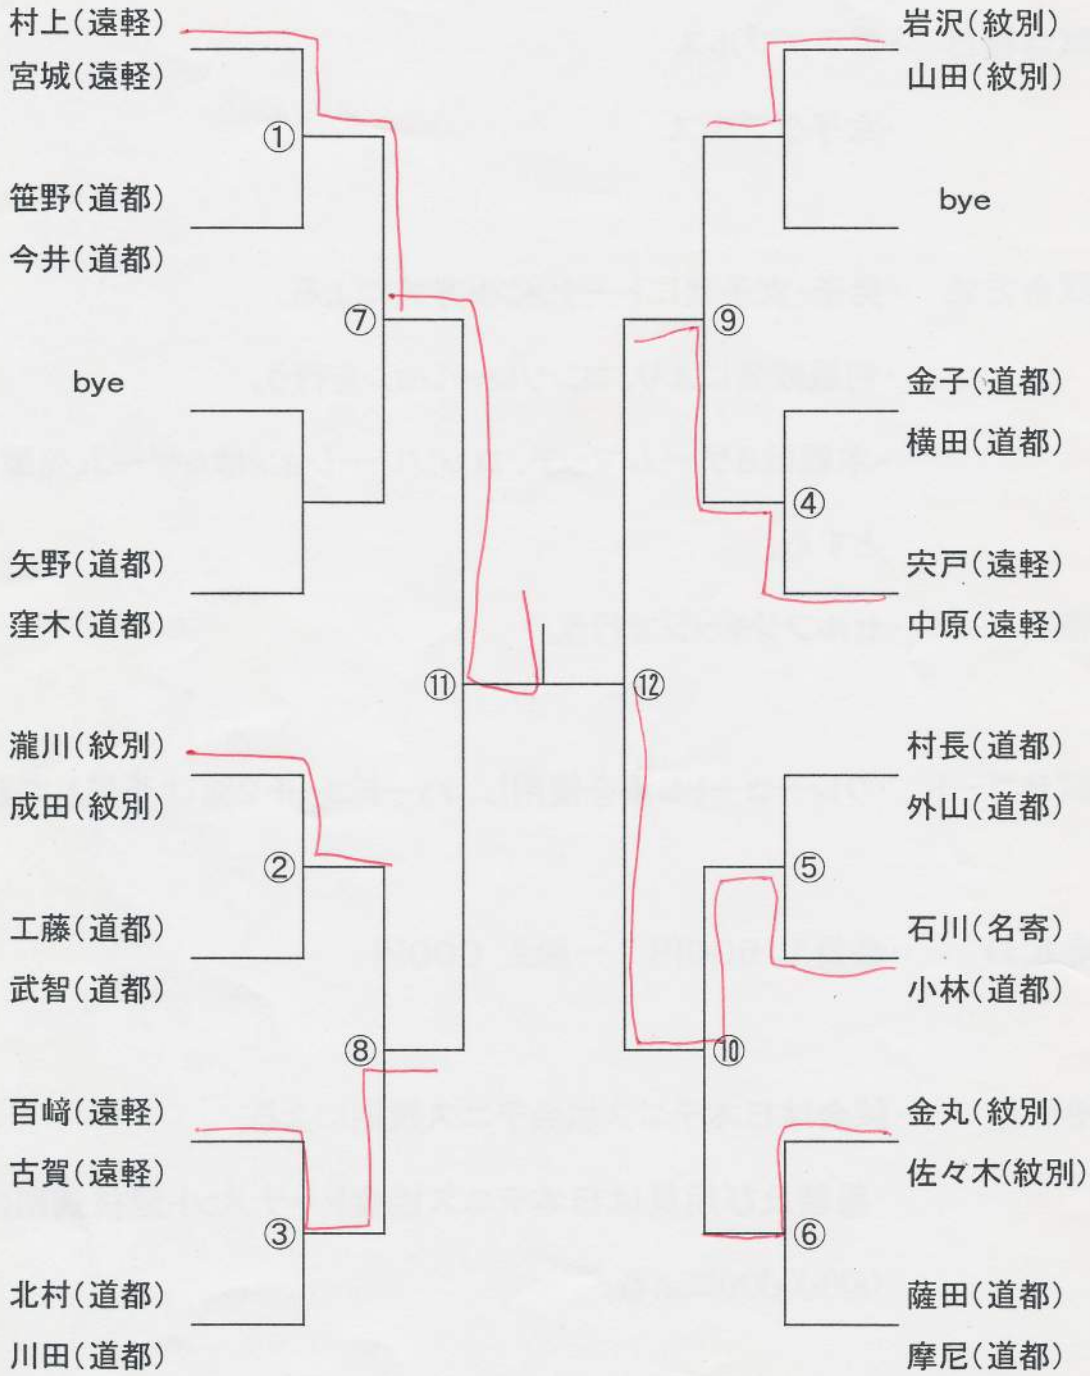 村上(遠軽)
宮城(遠軽)
①
笹野(道都)
今井(道都)
⑦
bye
矢野(道都)
窪木(道都)
⑪
瀧川(紋別)
成田(紋別)
②
工藤(道都)
武智(道都)
⑧
百﨑(遠軽)
古賀(遠軽)
③
北村(道都)
川田(道都)
岩沢(紋別)
山田(紋別)
bye
⑨
金子(道都)
横田(道都)
④
宍戸(遠軽)
中原(遠軽)
⑫
村長(道都)
外山(道都)
⑤
石川(名寄)
小林(道都)
⑩
金丸(紋別)
佐々木(紋別)
⑥
薩田(道都)
摩尼(道都)